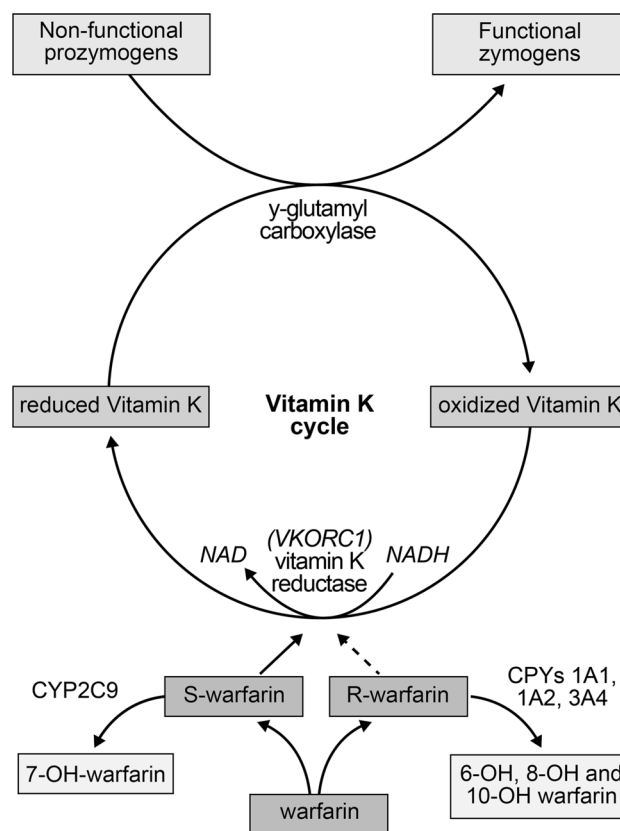 Non-functional
prozymogens
Functional
zymogens
y-glutamyl
carboxylase
reduced Vitamin K
Vitamin K
cycle
oxidized Vitamin K
NAD
(VKORC1)
vitamin K
reductase
NADH
CYP2C9
S-warfarin
R-warfarin
CPYs 1A1,
1A2, 3A4
7-OH-warfarin
warfarin
6-OH, 8-OH and
10-OH warfarin